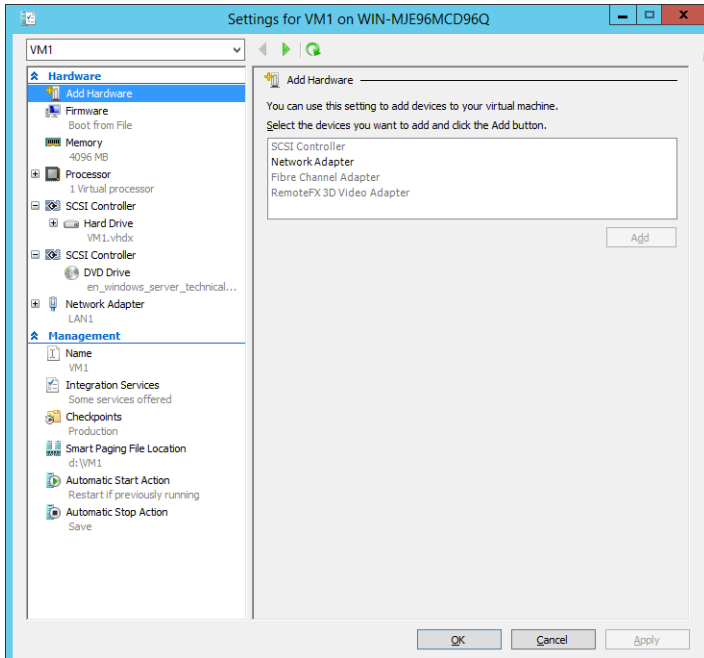 Settings for VM1 on WIN-MJE96MCD96Q
VM1
Hardware
Add Hardware
Firmware
Boot from File
Memory
4096 MB
Processor
1 Virtual processor
SCSI Controller
Hard Drive
VM1.vhdx
SCSI Controller
DVD Drive
en_windows_server_technical...
Network Adapter
LAN1
Management
Name
VM1
Integration Services
Some services offered
Checkpoints
Production
Smart Paging File Location
d:\VM1
Automatic Start Action
Restart if previously running
Automatic Stop Action
Save
Add Hardware
You can use this setting to add devices to your virtual machine.
Select the devices you want to add and click the Add button.
SCSI Controller
Network Adapter
Fibre Channel Adapter
RemoteFX 3D Video Adapter
Add
OK
Cancel
Apply